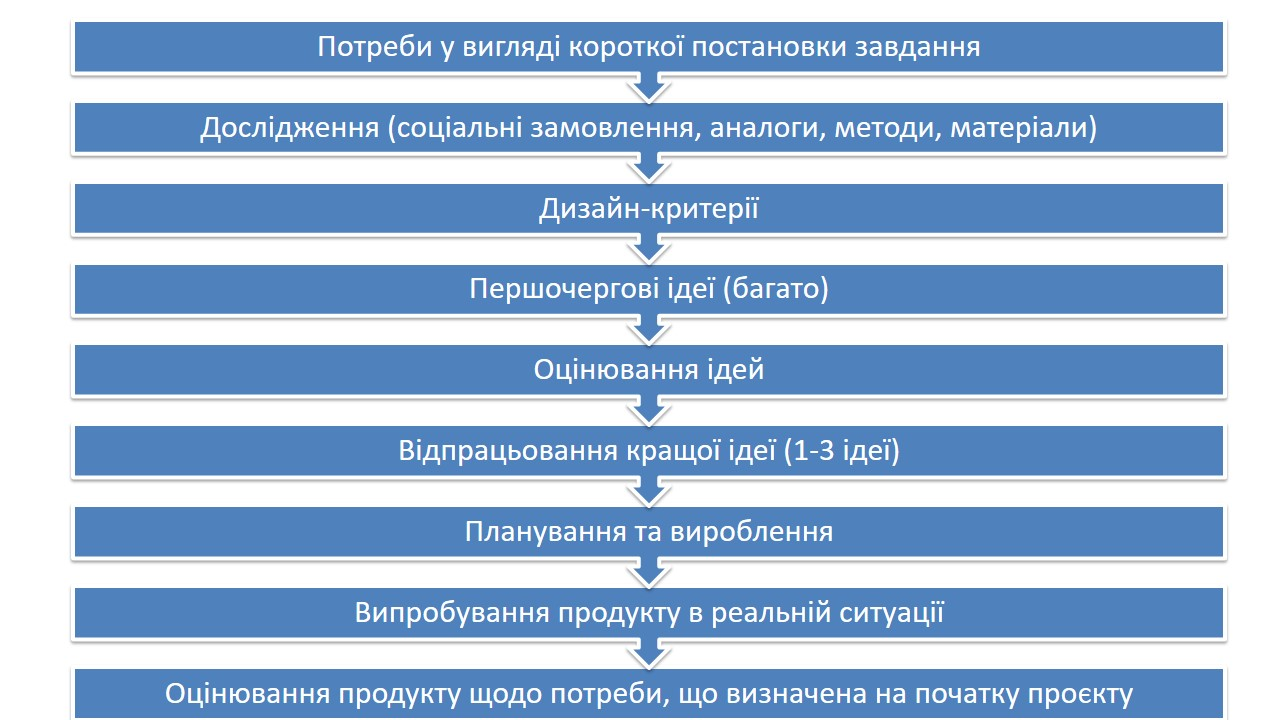 Потреби у вигляді короткої постановки завдання
Дослідження (соціальні замовлення, аналоги, методи, матеріали)
Дизайн-критерії
Першочергові ідеї (багато)
Оцінювання ідей
Відпрацьовання кращої ідеї (1-3 ідеї)
Планування та вироблення
Випробування продукту в реальній ситуації
Оцінювання продукту щодо потреби, що визначена на початку проєкту